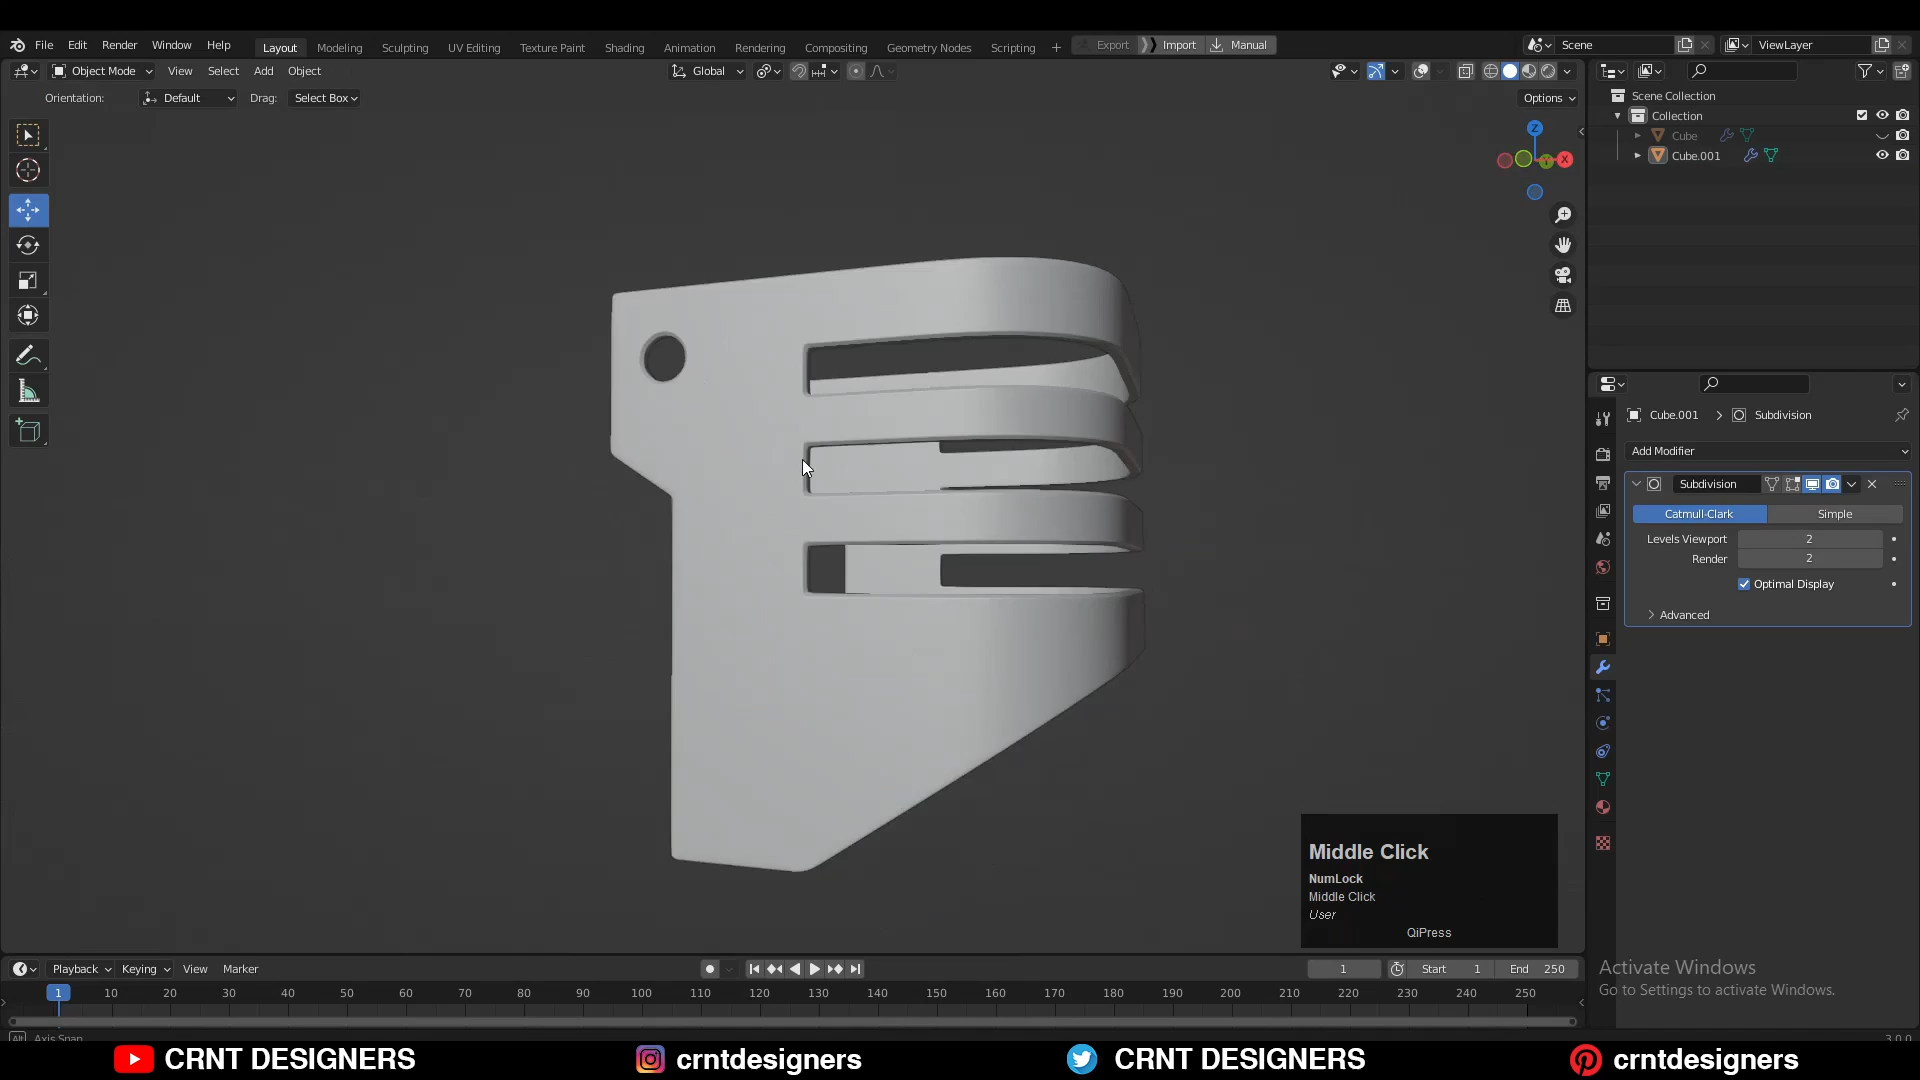 File Edit Render Window Help Layout Modeling Sculpting UV Editing Texture Paint Shading Animation Rendering Compositing Geometry Nodes Scripting + Export Import Manual Scene ViewLayer
Object Mode View Select Add Object Global
Orientation: Default Drag: Select Box Options
Scene Collection
Collection
Cube
Cube.001
Z
X
Cube.001 > Subdivision
Add Modifier
Subdivision
Catmull-Clark Simple
Levels Viewport 2
Render 2
Optimal Display
Advanced
Middle Click
NumLock
Middle Click
User
QiPress
Playback Keying View Marker 1 Start 1 End 250
1 10 20 30 40 50 60 70 80 90 100 110 120 130 140 150 160 170 180 190 200 210 220 230 240 250
Activate Windows
Go to Settings to activate Windows.
Alt Axis Snap 3.0.0
CRNT DESIGNERS crntdesigners CRNT DESIGNERS crntdesigners